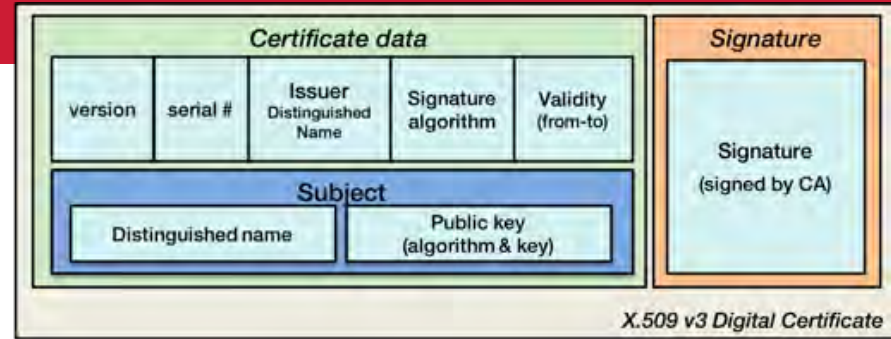 Certificate data
version
serial #
Issuer
Distinguished
Name
Signature
algorithm
Validity
(from-to)
Subject
Distinguished name
Public key
(algorithm & key)
Signature
Signature
(signed by CA)
X.509 v3 Digital Certificate